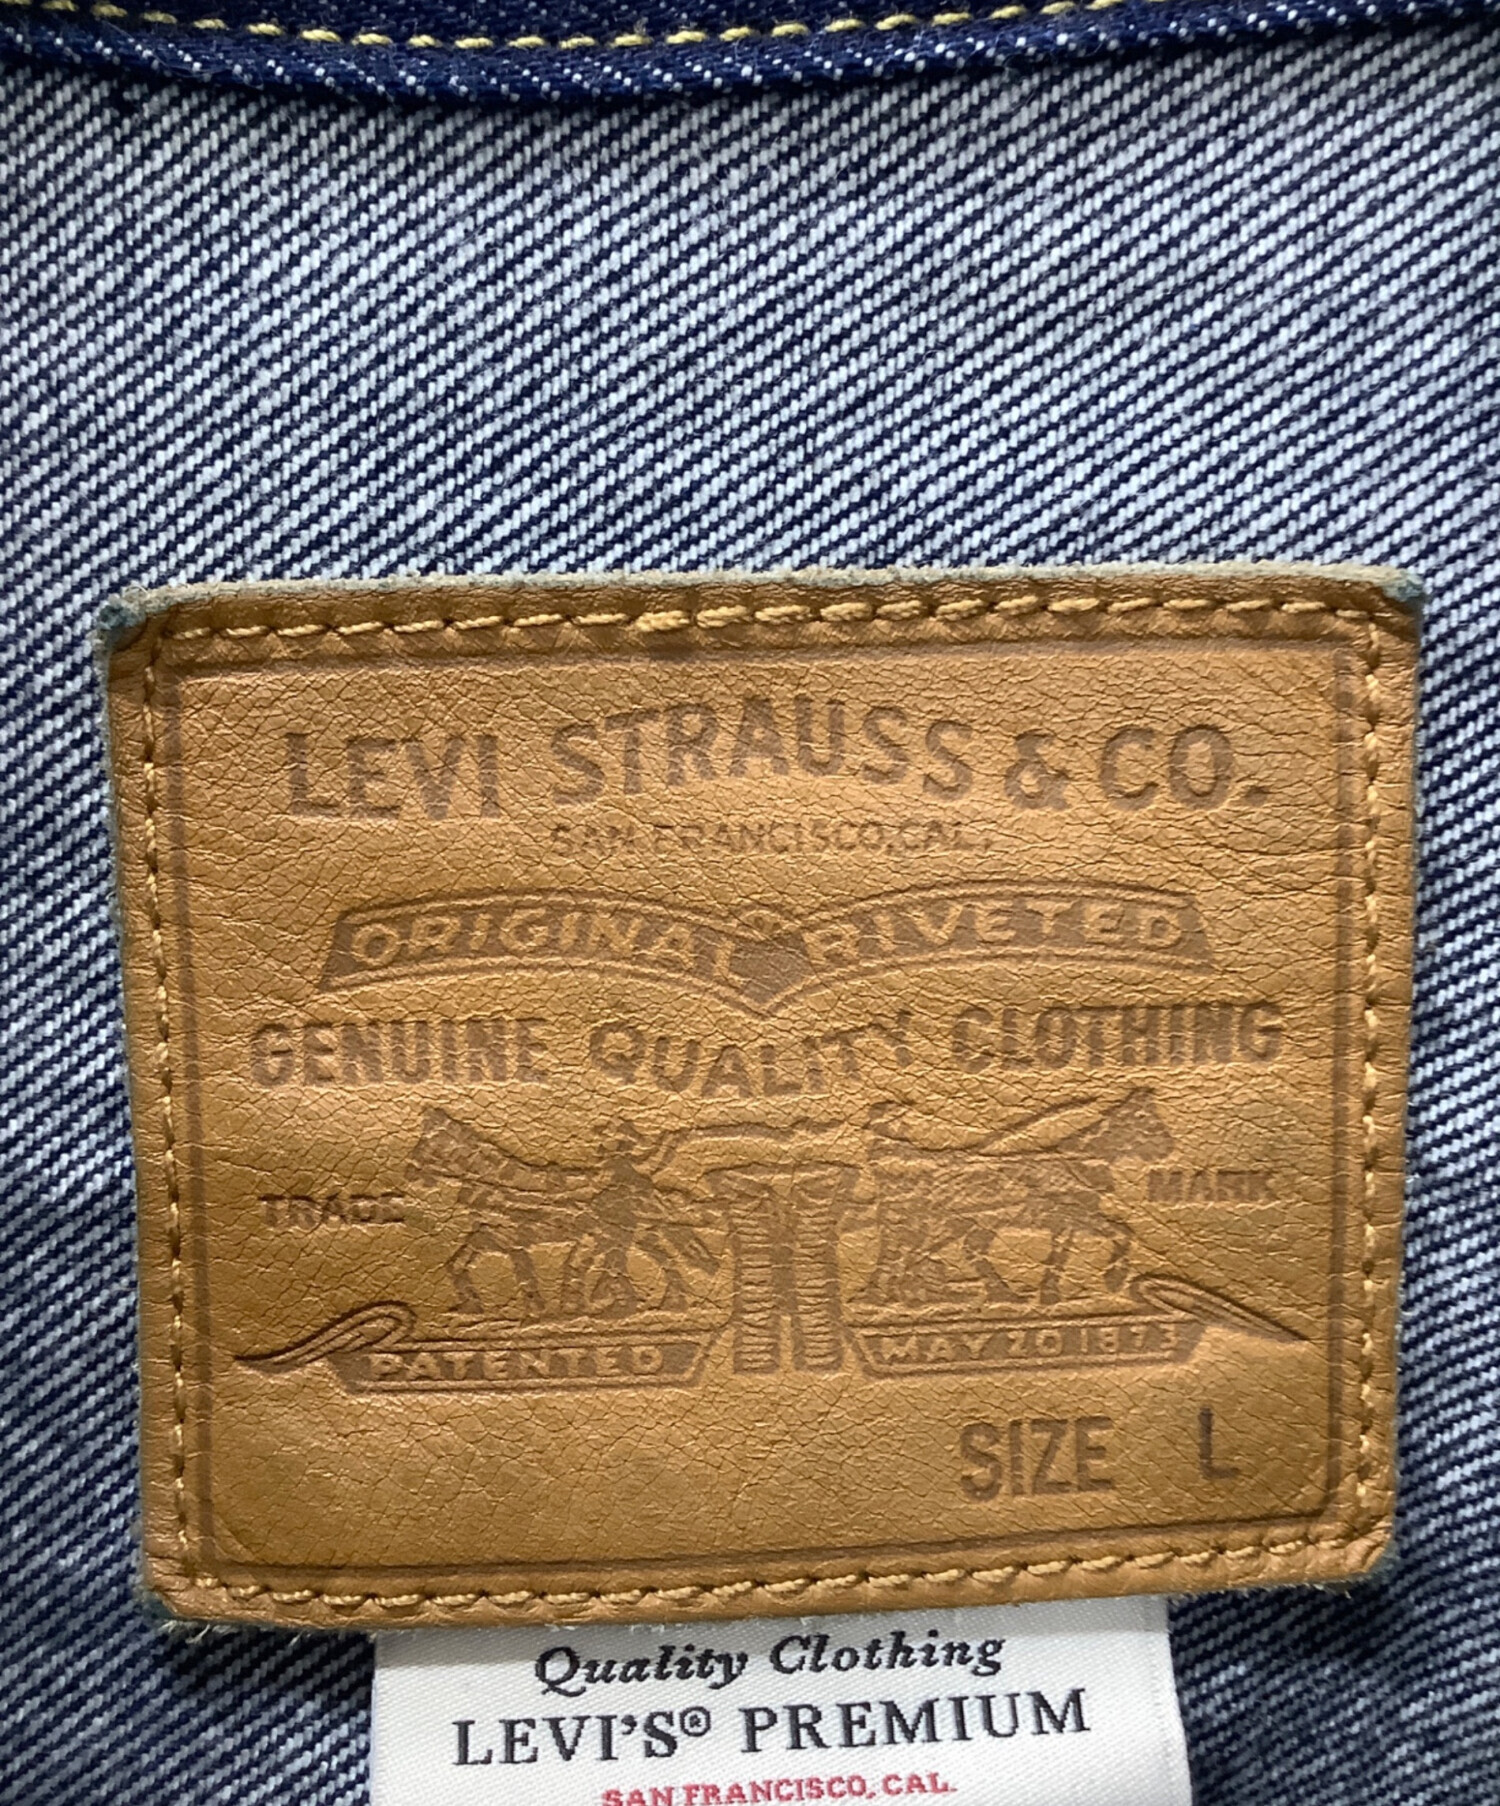 LEVI STRAUSS & CO.
SAN FRANCISCO, CAL.
ORIGINAL RIVETED
GENUINE QUALITY CLOTHING
TRADE MARK
PATENTED MAY 20 1873
SIZE L
Quality Clothing
LEVI'S® PREMIUM
SAN FRANCISCO, CAL.